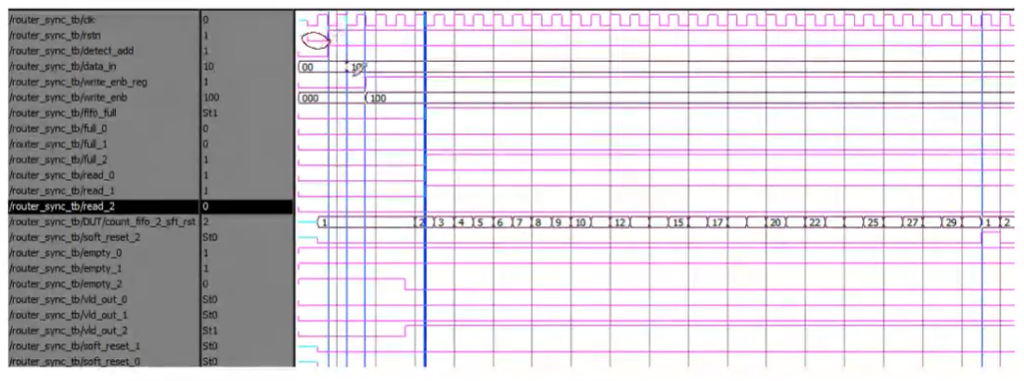 /router_sync_tb/clk 0
/router_sync_tb/rstn 1
/router_sync_tb/detect_add 1
/router_sync_tb/data_in 10 00 10
/router_sync_tb/write_enb_reg 1
/router_sync_tb/write_enb 100 000 100
/router_sync_tb/fifo_full St1
/router_sync_tb/full_0 0
/router_sync_tb/full_1 0
/router_sync_tb/full_2 1
/router_sync_tb/read_0 1
/router_sync_tb/read_1 1
/router_sync_tb/read_2 0
/router_sync_tb/DUT/count_fifo_2_sft_rst 2 1 2 3 4 5 6 7 8 9 10 12 15 17 20 22 25 27 29 1 2
/router_sync_tb/soft_reset_2 St0
/router_sync_tb/empty_0 1
/router_sync_tb/empty_1 1
/router_sync_tb/empty_2 0
/router_sync_tb/vld_out_0 St0
/router_sync_tb/vld_out_1 St0
/router_sync_tb/vld_out_2 St1
/router_sync_tb/soft_reset_1 St0
/router_sync_tb/soft_reset_0 St0